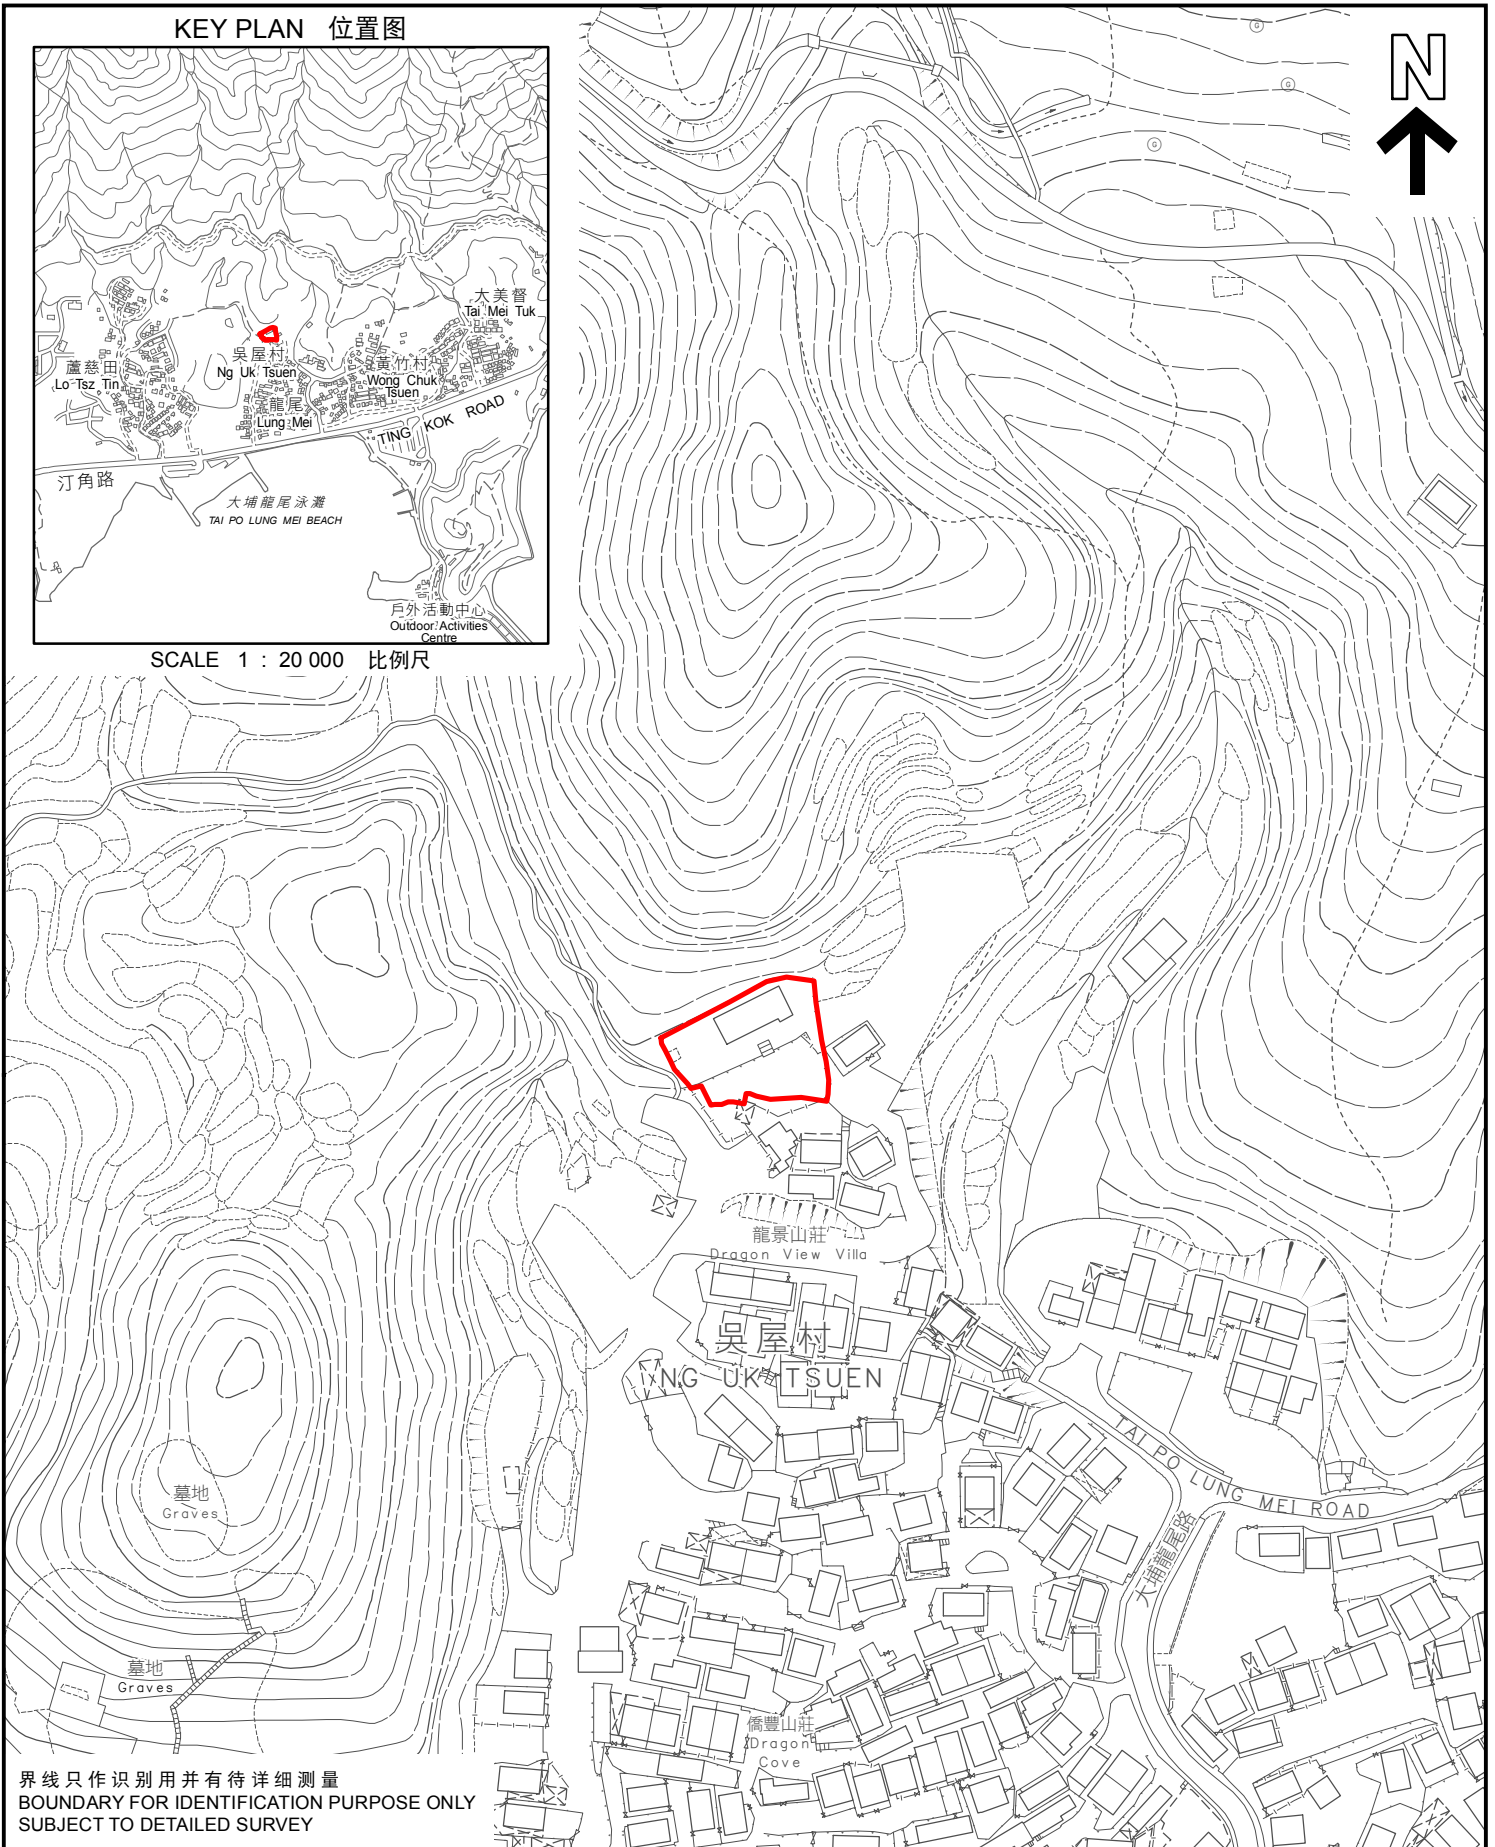 KEY PLAN 位置图
N
大美督
Tai Mei Tuk
吳屋村
Ng Uk Tsuen
蘆慈田
Lo Tsz Tin
黃竹村
Wong Chuk
Tsuen
龍尾
Lung Mei
TING KOK ROAD
汀角路
大埔龍尾泳灘
TAI PO LUNG MEI BEACH
戶外活動中心
Outdoor Activities
Centre
SCALE 1 : 20 000 比例尺
G
G
G
龍景山莊
Dragon View Villa
吳屋村
NG UK TSUEN
TAI PO LUNG MEI ROAD
大埔龍尾路
墓地
Graves
墓地
Graves
僑豐山莊
Dragon
Cove
界线只作识别用并有待详细测量
BOUNDARY FOR IDENTIFICATION PURPOSE ONLY
SUBJECT TO DETAILED SURVEY